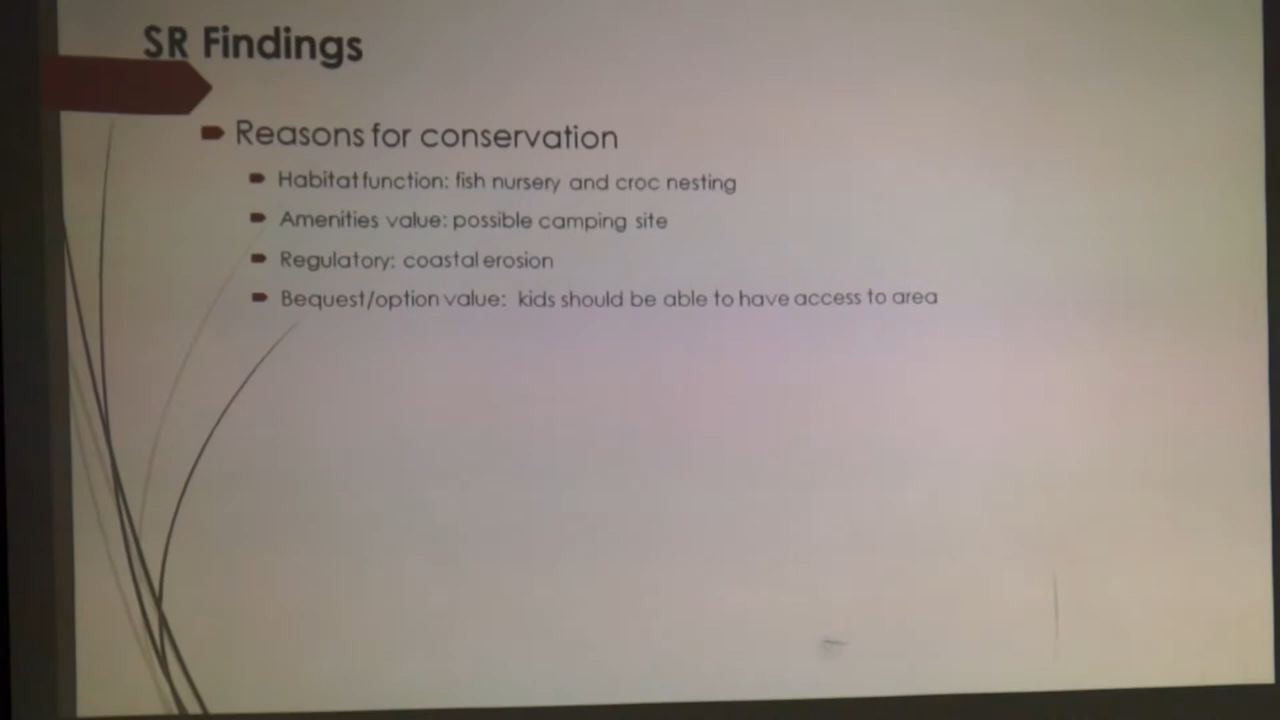 SR Findings
Reasons for conservation
Habitat function: fish nursery and croc nesting
Amenities value: possible camping site
Regulatory: coastal erosion
Bequest/option value: kids should be able to have access to area